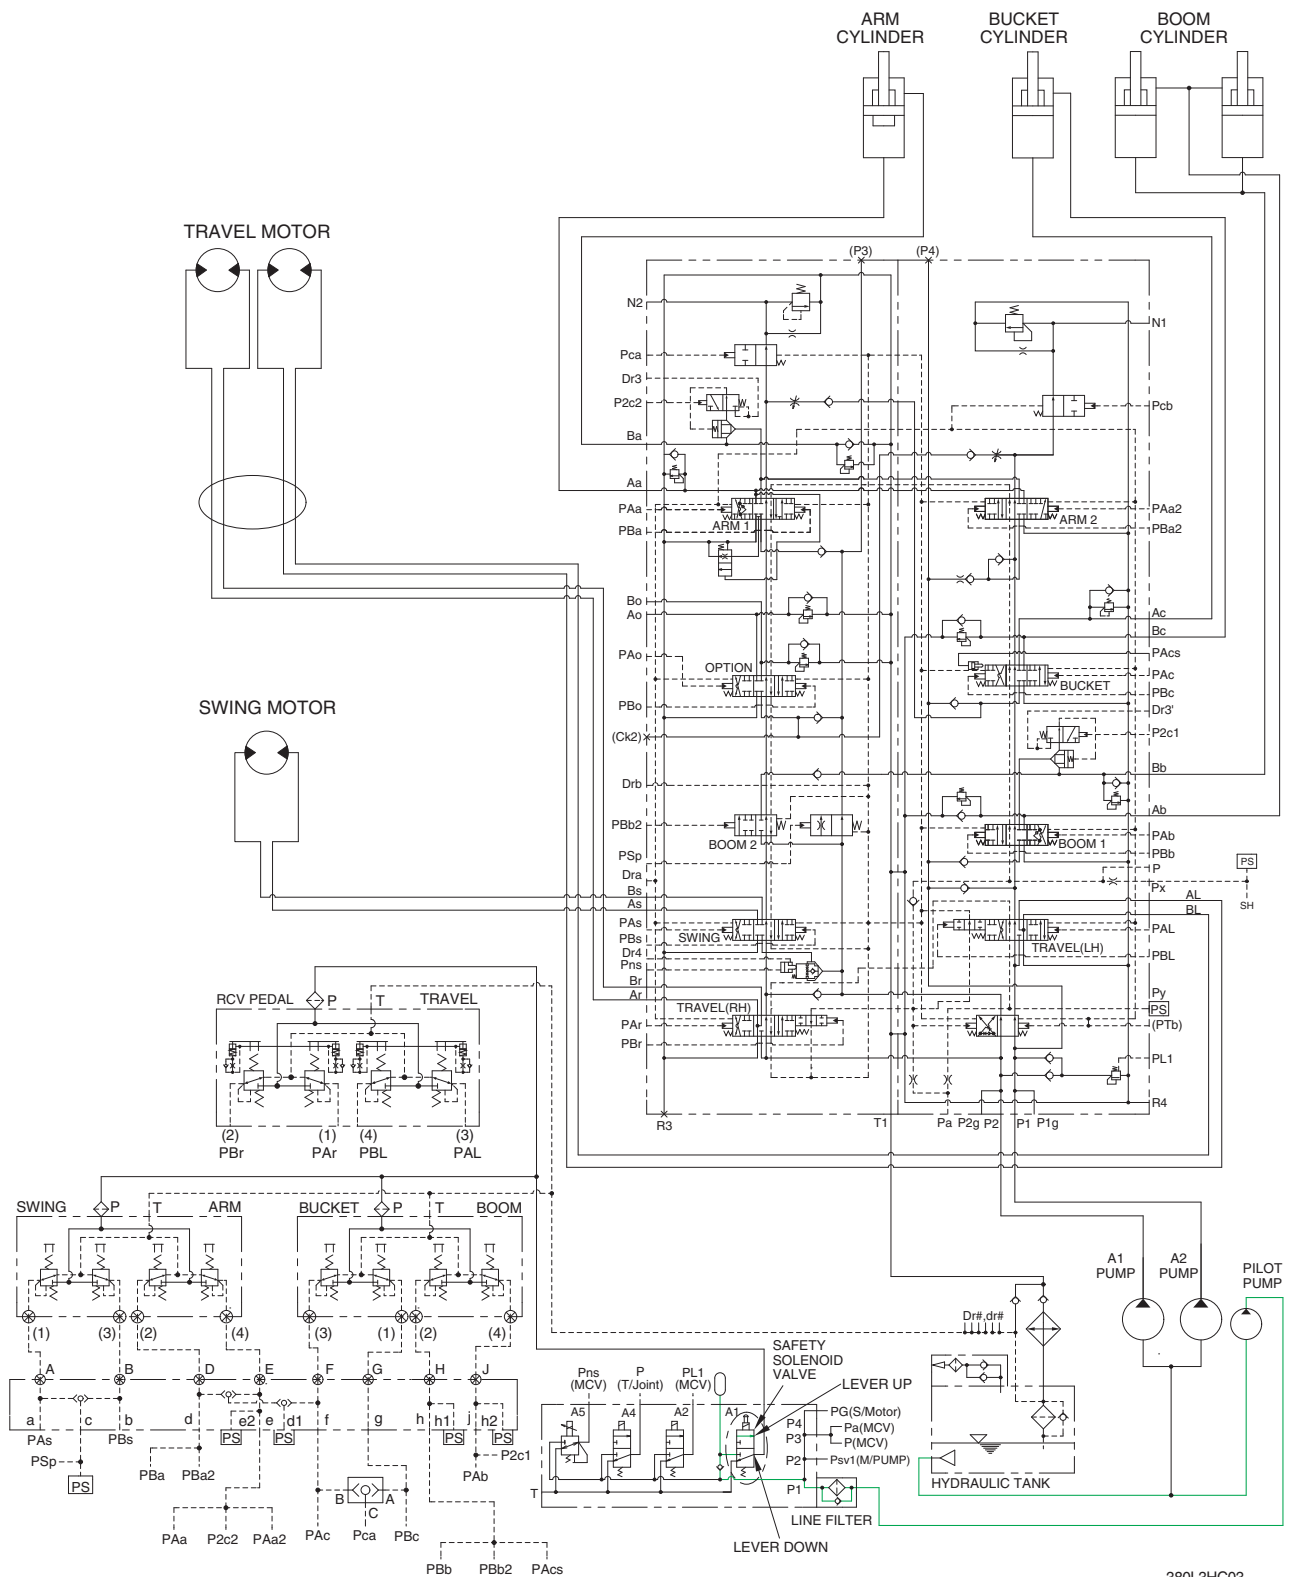 ARM
CYLINDER
BUCKET
CYLINDER
BOOM
CYLINDER
TRAVEL MOTOR
(P3)
(P4)
N2
N1
Pca
Dr3
P2c2
Pcb
Ba
Aa
PAa
ARM 1
PBa
ARM 2
PAa2
PBa2
Bo
Ao
Ac
Bc
PAo
OPTION
PAcs
PAc
BUCKET
PBc
PBo
Dr3'
(Ck2)
P2c1
SWING MOTOR
Drb
Bb
Ab
PBb2
BOOM 2
BOOM 1
PAb
PBb
PSp
P
PS
Dra
Px
Bs
AL
SH
As
BL
PAs
PAL
PBs
SWING
TRAVEL(LH)
Dr4
PBL
Pns
Br
Ar
Py
PS
RCV PEDAL
P
T
TRAVEL
TRAVEL(RH)
PAr
(PTb)
PBr
PL1
R4
R3
T1
Pa
P2g
P2
P1
P1g
(2)
(1)
(4)
(3)
PBr
PAr
PBL
PAL
SWING
P
T
ARM
BUCKET
P
T
BOOM
A1
PUMP
A2
PUMP
PILOT
PUMP
(1)
(3)
(2)
(4)
(3)
(1)
(2)
(4)
Dr#,dr#
A
B
D
E
F
G
H
J
a
c
b
d
e2
e
d1
f
g
h
h1
j
h2
PS
PS
PS
PS
PAs
PBs
PSp
PS
PBa
PBa2
P2c1
PAb
B
A
C
PAa
P2c2
PAa2
PAc
Pca
PBc
PBb
PBb2
PAcs
Pns
(MCV)
P
(T/Joint)
PL1
(MCV)
SAFETY
SOLENOID
VALVE
LEVER UP
A5
A4
A2
A1
PG(S/Motor)
P4
Pa(MCV)
P3
P(MCV)
P2
Psv1(M/PUMP)
P1
T
HYDRAULIC TANK
LINE FILTER
LEVER DOWN